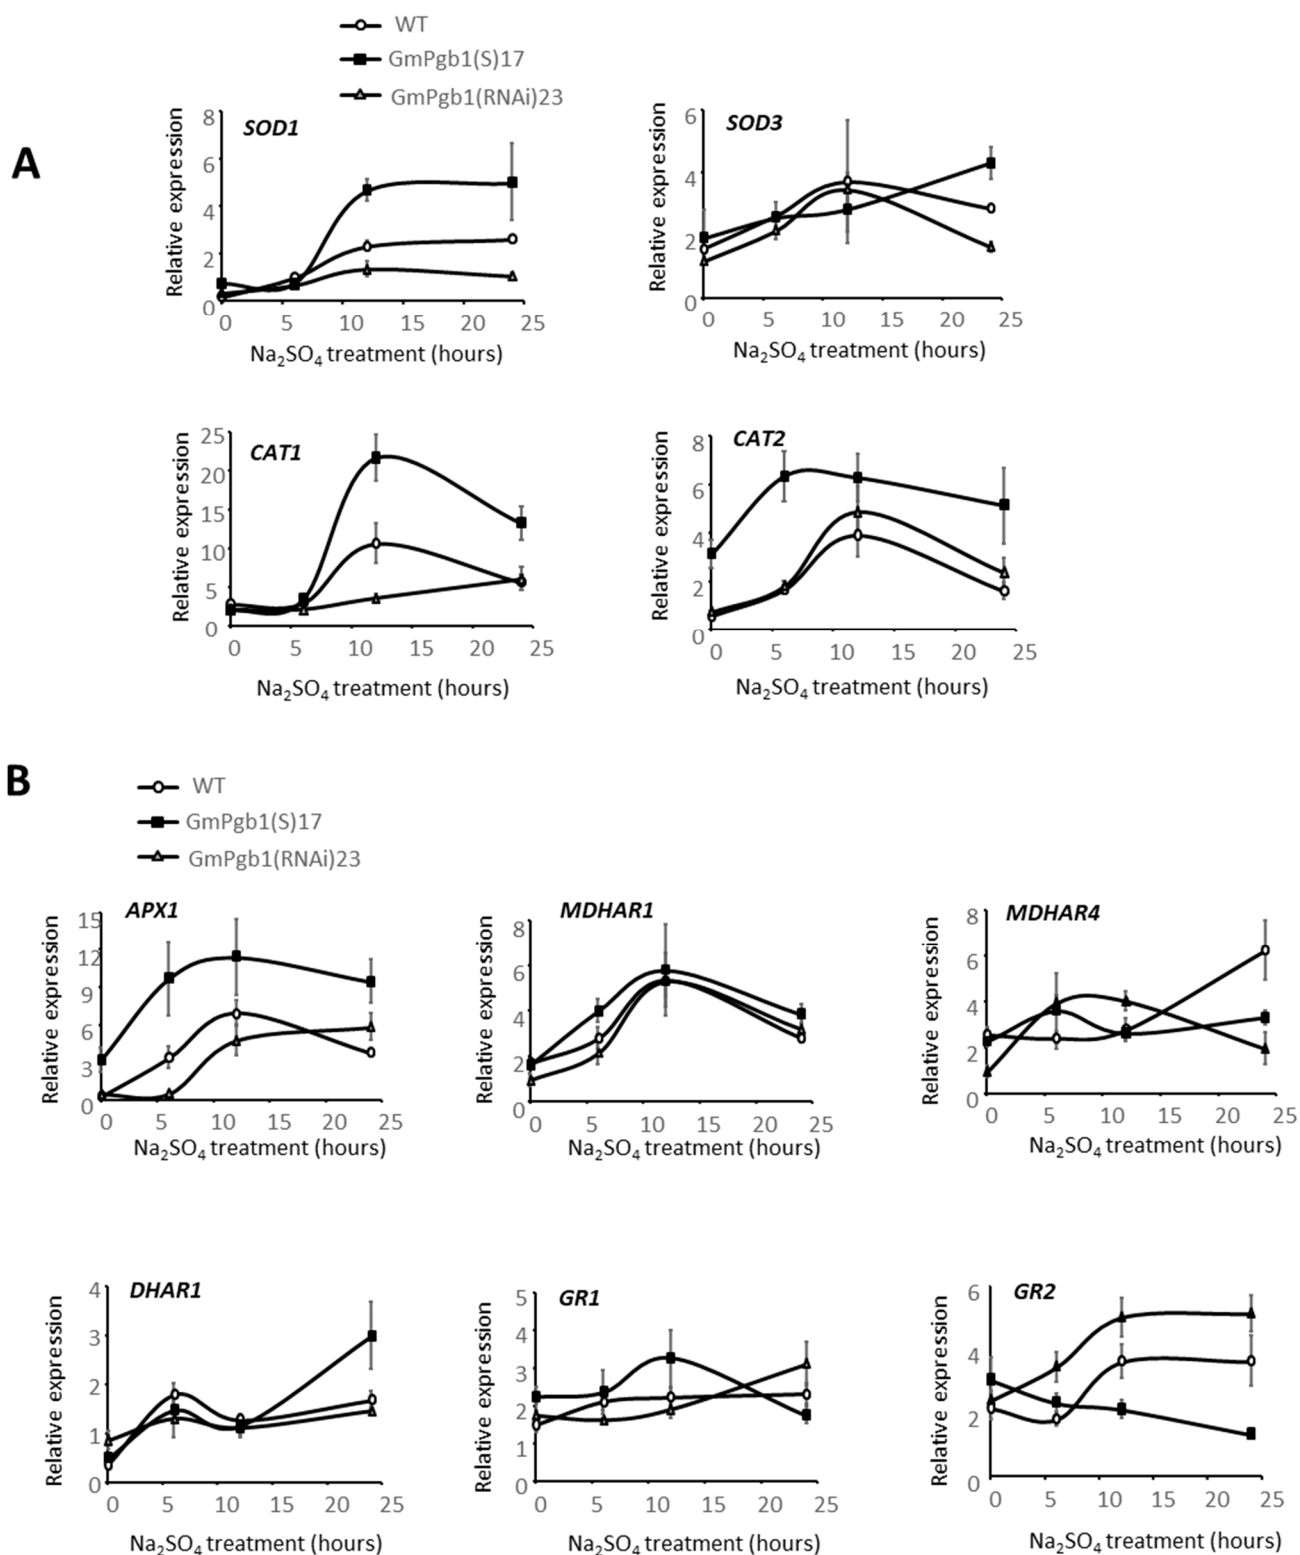 WT
GmPgb1(S)17
GmPgb1(RNAi)23
A
SOD1
Relative expression
8
6
4
2
0
0 5 10 15 20 25
Na₂SO₄ treatment (hours)
SOD3
Relative expression
6
4
2
0
0 5 10 15 20 25
Na₂SO₄ treatment (hours)
CAT1
Relative expression
25
20
15
10
5
0
0 5 10 15 20 25
Na₂SO₄ treatment (hours)
CAT2
Relative expression
8
6
4
2
0
0 5 10 15 20 25
Na₂SO₄ treatment (hours)
B
WT
GmPgb1(S)17
GmPgb1(RNAi)23
APX1
Relative expression
15
12
9
6
3
0
0 5 10 15 20 25
Na₂SO₄ treatment (hours)
MDHAR1
Relative expression
8
6
4
2
0
0 5 10 15 20 25
Na₂SO₄ treatment (hours)
MDHAR4
Relative expression
8
6
4
2
0
0 5 10 15 20 25
Na₂SO₄ treatment (hours)
DHAR1
Relative expression
4
3
2
1
0
0 5 10 15 20 25
Na₂SO₄ treatment (hours)
GR1
Relative expression
5
4
3
2
1
0
0 5 10 15 20 25
Na₂SO₄ treatment (hours)
GR2
Relative expression
6
4
2
0
0 5 10 15 20 25
Na₂SO₄ treatment (hours)